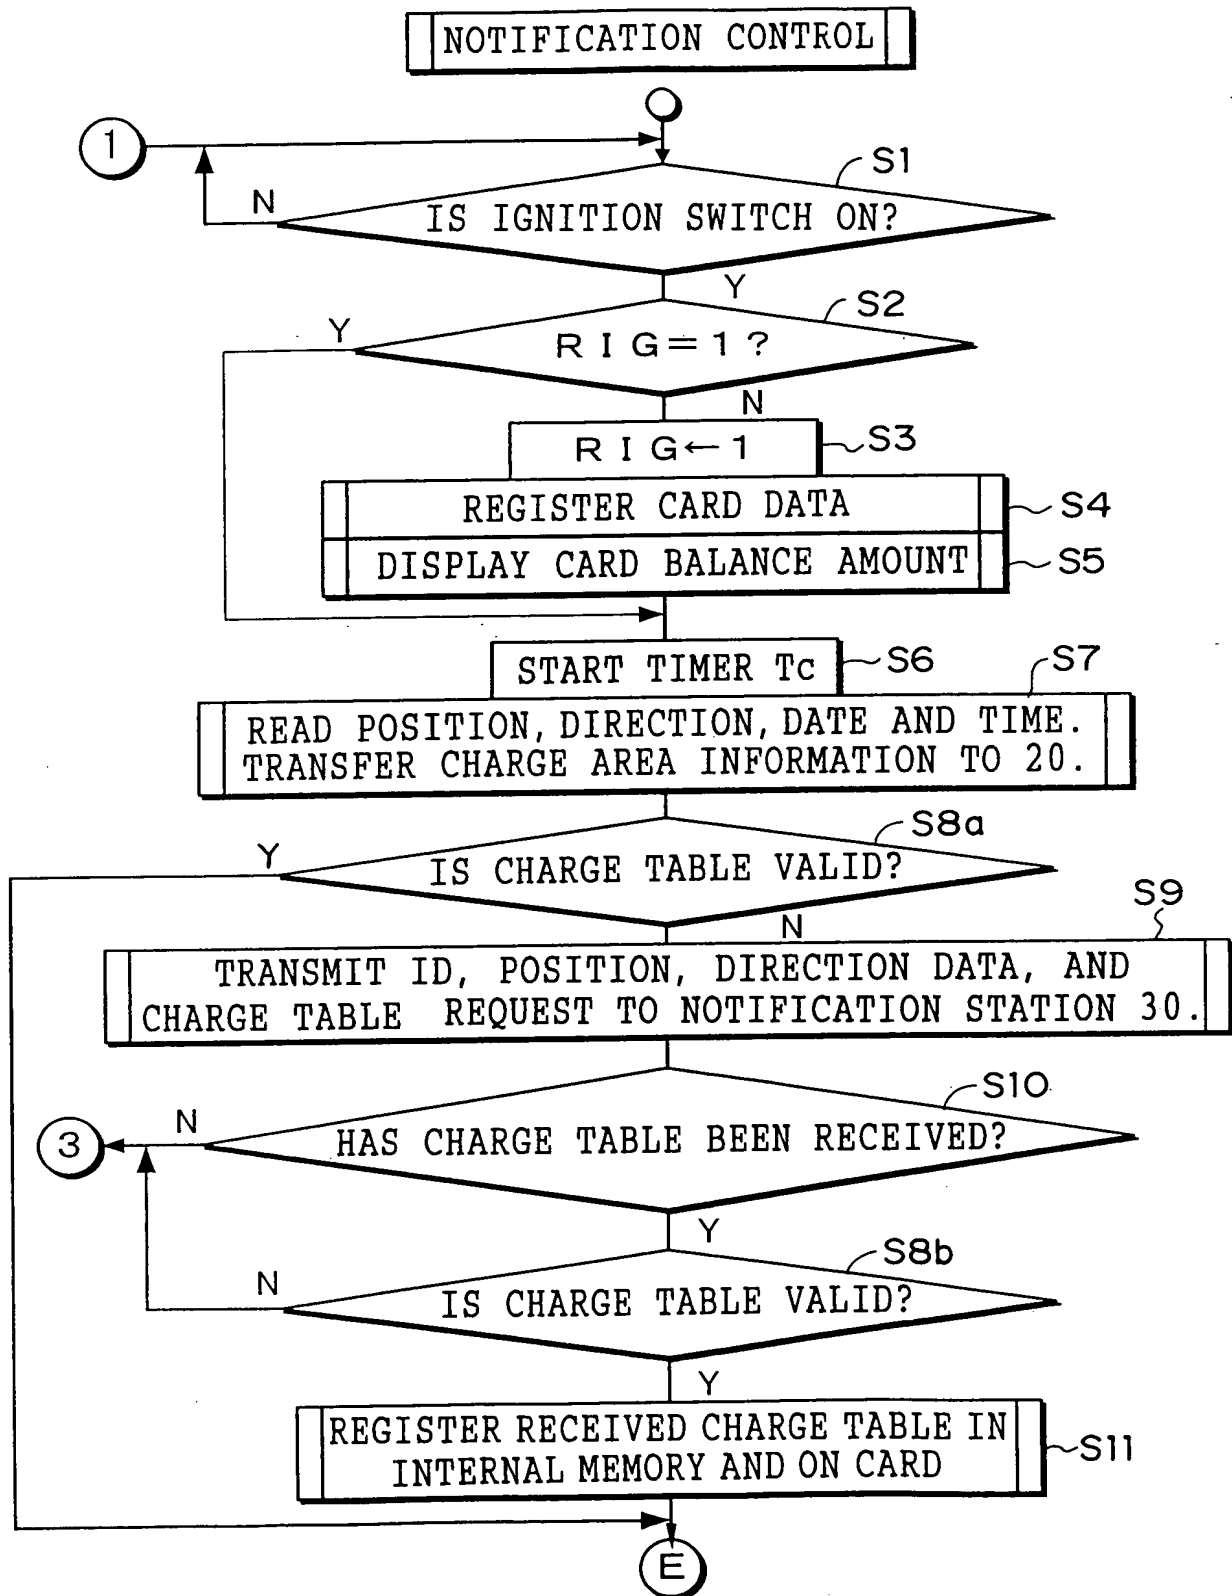 NOTIFICATION CONTROL
1
S1
N
IS IGNITION SWITCH ON?
Y
S2
Y
RIG=1?
N
RIG←1
S3
REGISTER CARD DATA
S4
DISPLAY CARD BALANCE AMOUNT
S5
START TIMER Tc
S6
S7
READ POSITION, DIRECTION, DATE AND TIME.
TRANSFER CHARGE AREA INFORMATION TO 20.
S8a
Y
IS CHARGE TABLE VALID?
N
S9
TRANSMIT ID, POSITION, DIRECTION DATA, AND
CHARGE TABLE REQUEST TO NOTIFICATION STATION 30.
S10
3
N
HAS CHARGE TABLE BEEN RECEIVED?
Y
S8b
N
IS CHARGE TABLE VALID?
Y
REGISTER RECEIVED CHARGE TABLE IN
INTERNAL MEMORY AND ON CARD
S11
E